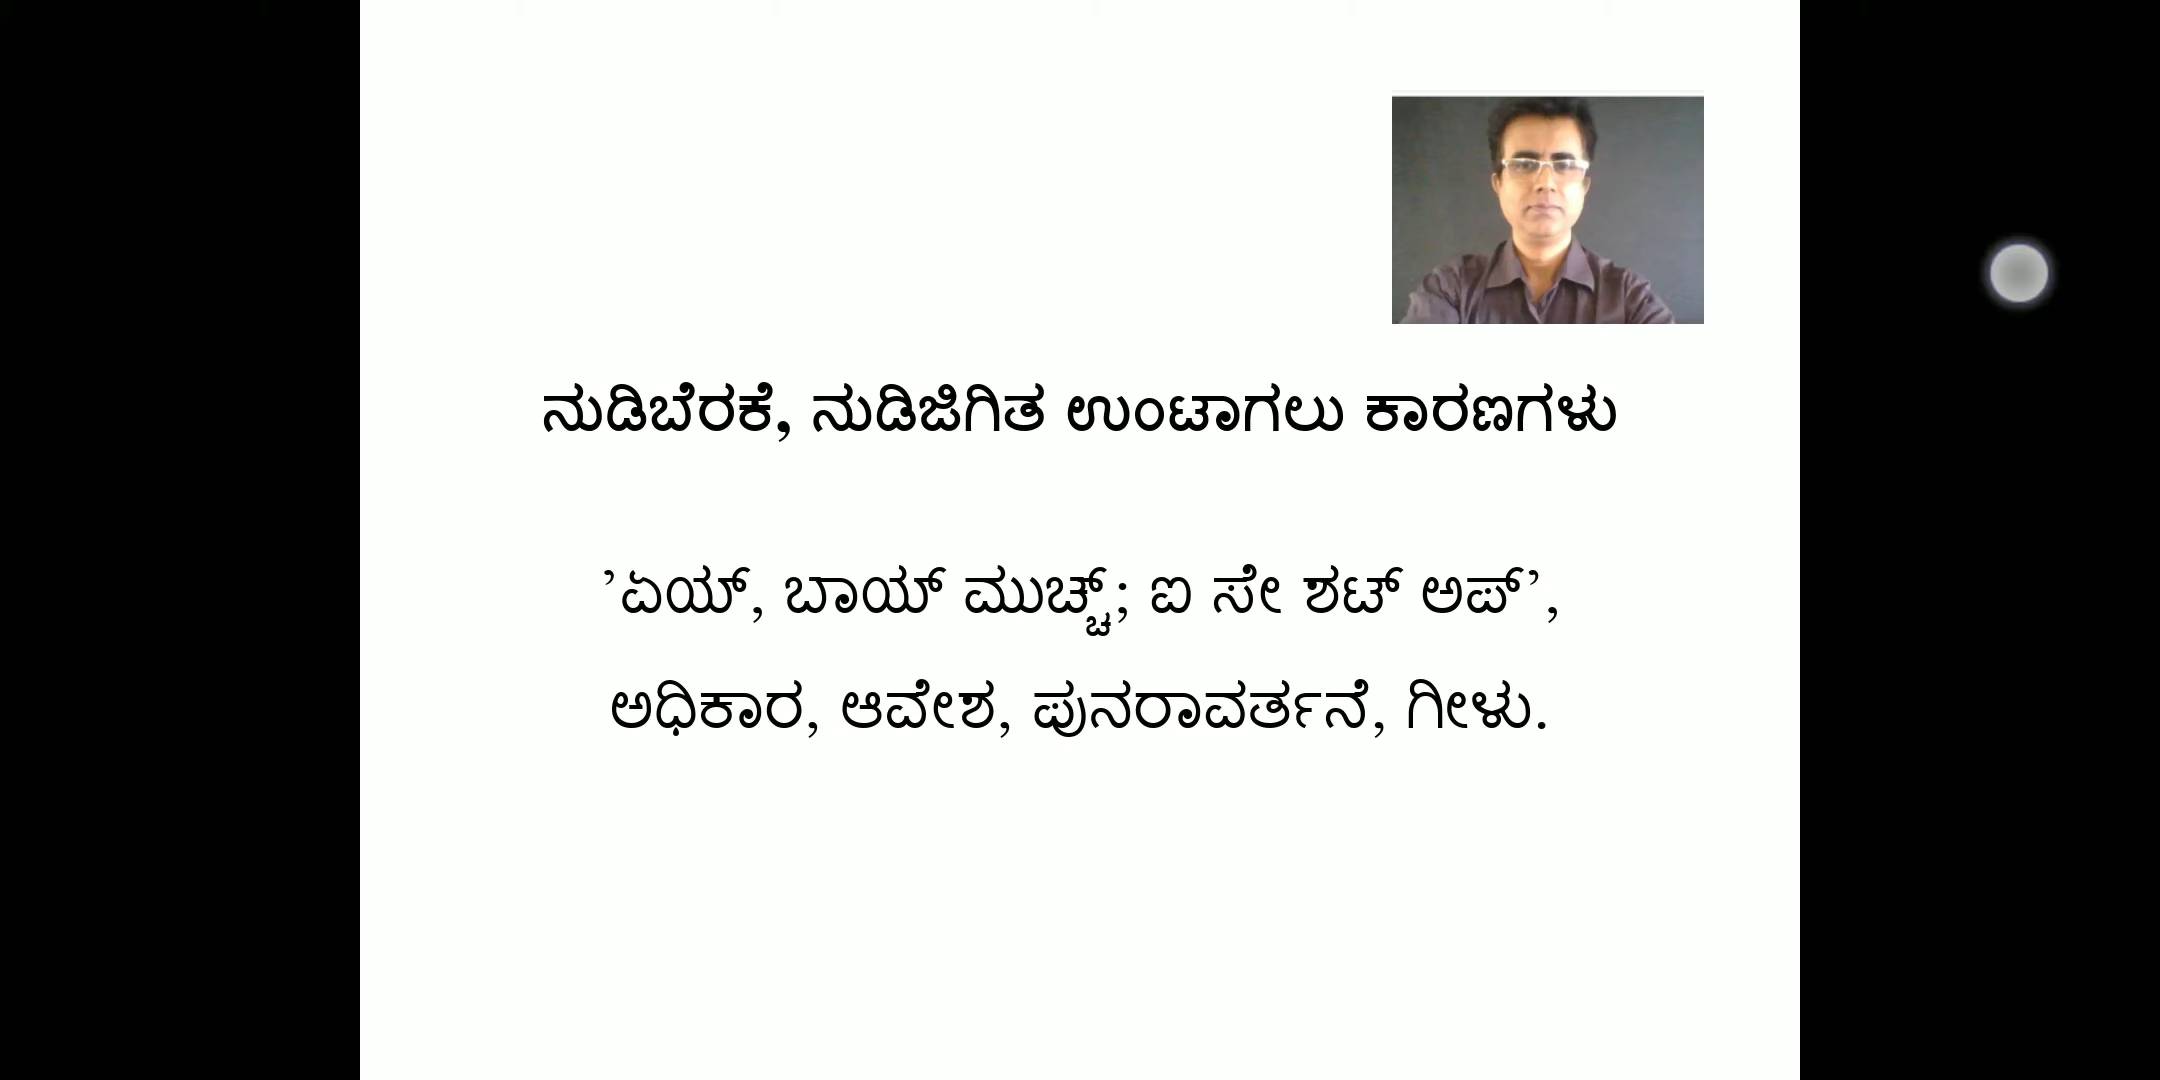 ನುಡಿಬೆರಕೆ, ನುಡಿಜಿಗಿತ ಉಂಟಾಗಲು ಕಾರಣಗಳು
’ಏಯ್, ಬಾಯ್ ಮುಚ್ಚ್; ಐ ಸೇ ಶಟ್ ಅಪ್’,
ಅಧಿಕಾರ, ಆವೇಶ, ಪುನರಾವರ್ತನೆ, ಗೀಳು.